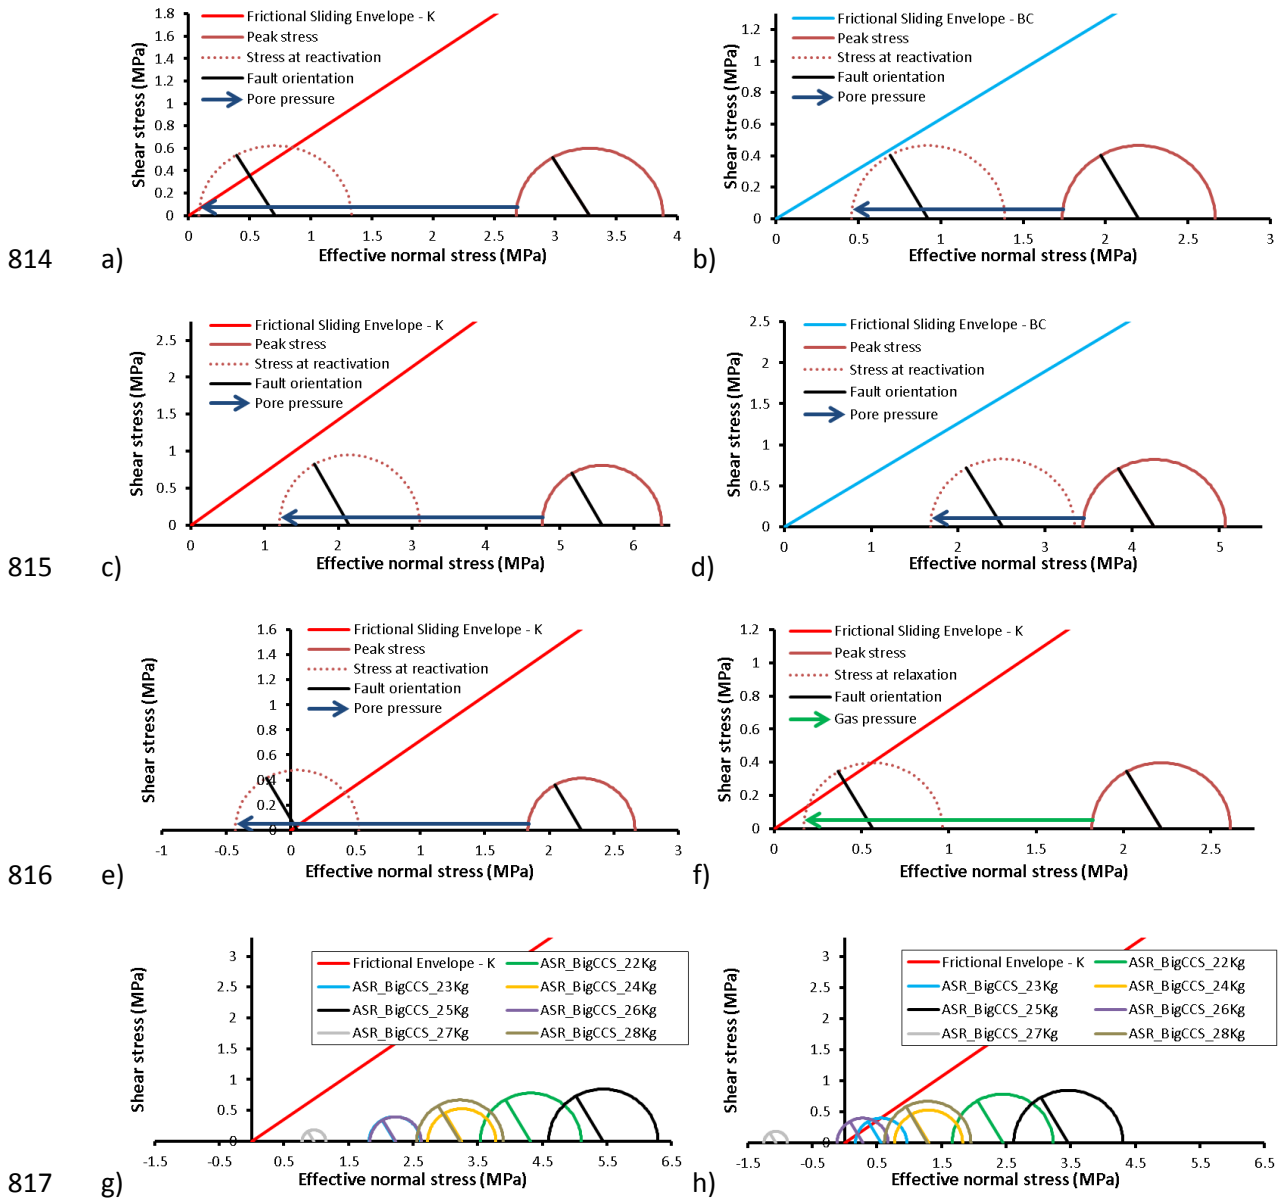 Shear stress (MPa)
1.8
1.6
1.4
1.2
1
0.8
0.6
0.4
0.2
0
Frictional Sliding Envelope - K
Peak stress
Stress at reactivation
Fault orientation
Pore pressure
0 0.5 1 1.5 2 2.5 3 3.5 4
Effective normal stress (MPa)
814 a)
Shear stress (MPa)
1.2
1
0.8
0.6
0.4
0.2
0
Frictional Sliding Envelope - BC
Peak stress
Stress at reactivation
Fault orientation
Pore pressure
0 0.5 1 1.5 2 2.5 3
Effective normal stress (MPa)
b)
Shear stress (MPa)
2.5
2
1.5
1
0.5
0
Frictional Sliding Envelope - K
Peak stress
Stress at reactivation
Fault orientation
Pore pressure
0 1 2 3 4 5 6
Effective normal stress (MPa)
815 c)
Shear stress (MPa)
2.5
2
1.5
1
0.5
0
Frictional Sliding Envelope - BC
Peak stress
Stress at reactivation
Fault orientation
Pore pressure
0 1 2 3 4 5
Effective normal stress (MPa)
d)
Shear stress (MPa)
1.6
1.4
1.2
1
0.8
0.6
0.4
0.2
0
Frictional Sliding Envelope - K
Peak stress
Stress at reactivation
Fault orientation
Pore pressure
-1 -0.5 0 0.5 1 1.5 2 2.5 3
Effective normal stress (MPa)
816 e)
Shear stress (MPa)
1.2
1
0.8
0.6
0.4
0.2
0
Frictional Sliding Envelope - K
Peak stress
Stress at relaxation
Fault orientation
Gas pressure
0 0.5 1 1.5 2 2.5
Effective normal stress (MPa)
f)
Shear stress (MPa)
3
2.5
2
1.5
1
0.5
0
Frictional Envelope - K ASR_BigCCS_22Kg
ASR_BigCCS_23Kg ASR_BigCCS_24Kg
ASR_BigCCS_25Kg ASR_BigCCS_26Kg
ASR_BigCCS_27Kg ASR_BigCCS_28Kg
-1.5 -0.5 0.5 1.5 2.5 3.5 4.5 5.5 6.5
Effective normal stress (MPa)
817 g)
Shear stress (MPa)
3
2.5
2
1.5
1
0.5
0
Frictional Envelope - K ASR_BigCCS_22Kg
ASR_BigCCS_23Kg ASR_BigCCS_24Kg
ASR_BigCCS_25Kg ASR_BigCCS_26Kg
ASR_BigCCS_27Kg ASR_BigCCS_28Kg
-1.5 -0.5 0.5 1.5 2.5 3.5 4.5 5.5 6.5
Effective normal stress (MPa)
h)